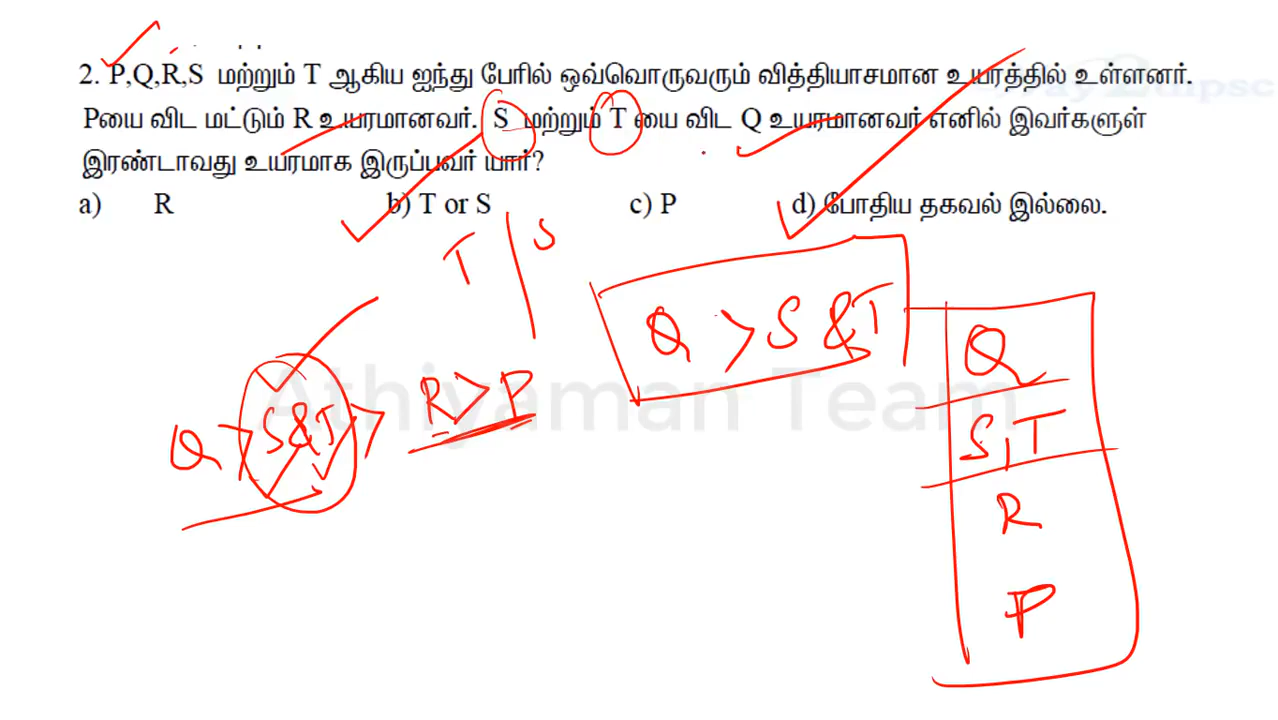 2. P,Q,R,S மற்றும் T ஆகிய ஐந்து பேரில் ஒவ்வொருவரும் வித்தியாசமான உயரத்தில் உள்ளனர்.
Pயை விட மட்டும் R உயரமானவர். S மற்றும் T யை விட Q உயரமானவர் எனில் இவர்களுள்
இரண்டாவது உயரமாக இருப்பவர் யார்?
a) R b) T or S c) P d) போதிய தகவல் இல்லை.
T / S
Q > S & T
Q
S, T
R
P
Q > S & T > R > P
Athiyaman Team